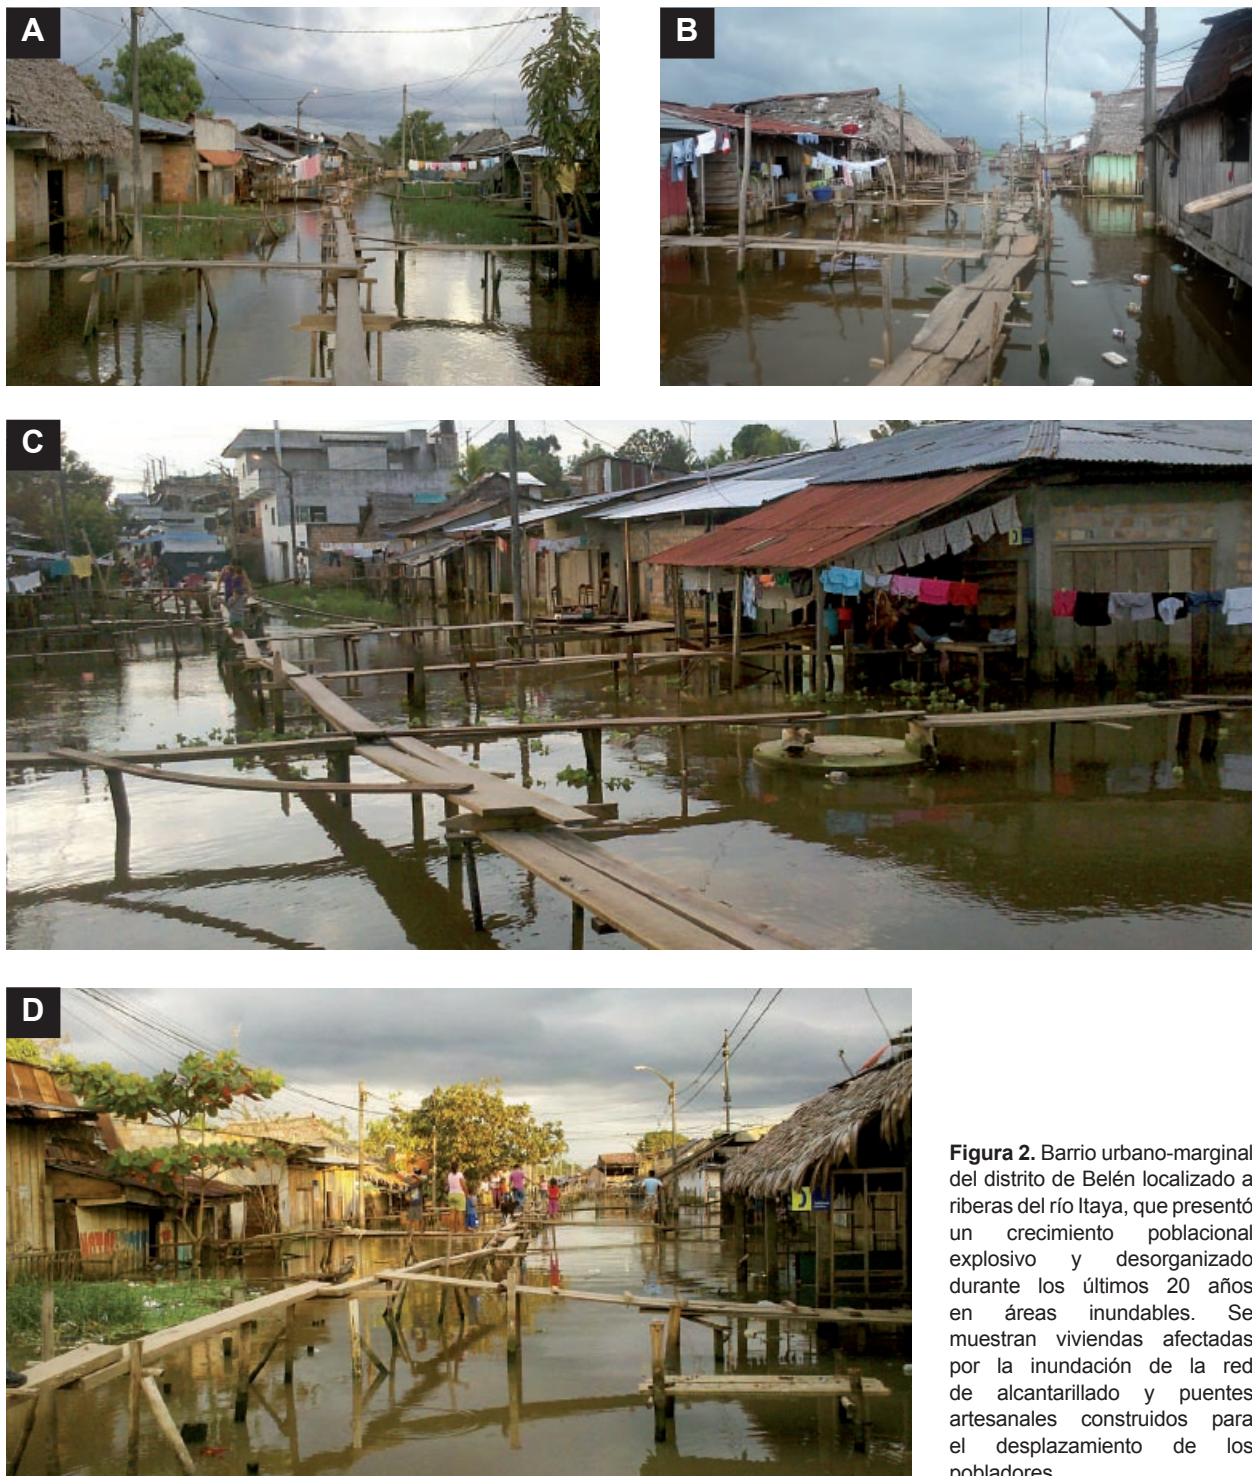 A
B
C
D
Figura 2. Barrio urbano-marginal
del distrito de Belén localizado a
riberas del río Itaya, que presentó
un crecimiento poblacional
explosivo y desorganizado
durante los últimos 20 años
en áreas inundables. Se
muestran viviendas afectadas
por la inundación de la red
de alcantarillado y puentes
artesanales construidos para
el desplazamiento de los
pobladores